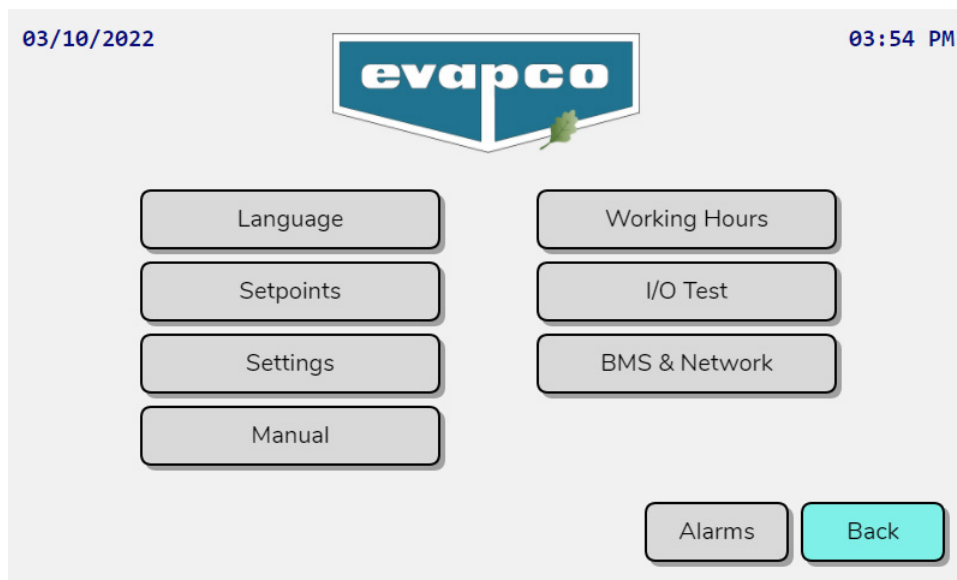 03/10/2022
03:54 PM
evapco
Language
Working Hours
Setpoints
I/O Test
Settings
BMS & Network
Manual
Alarms
Back